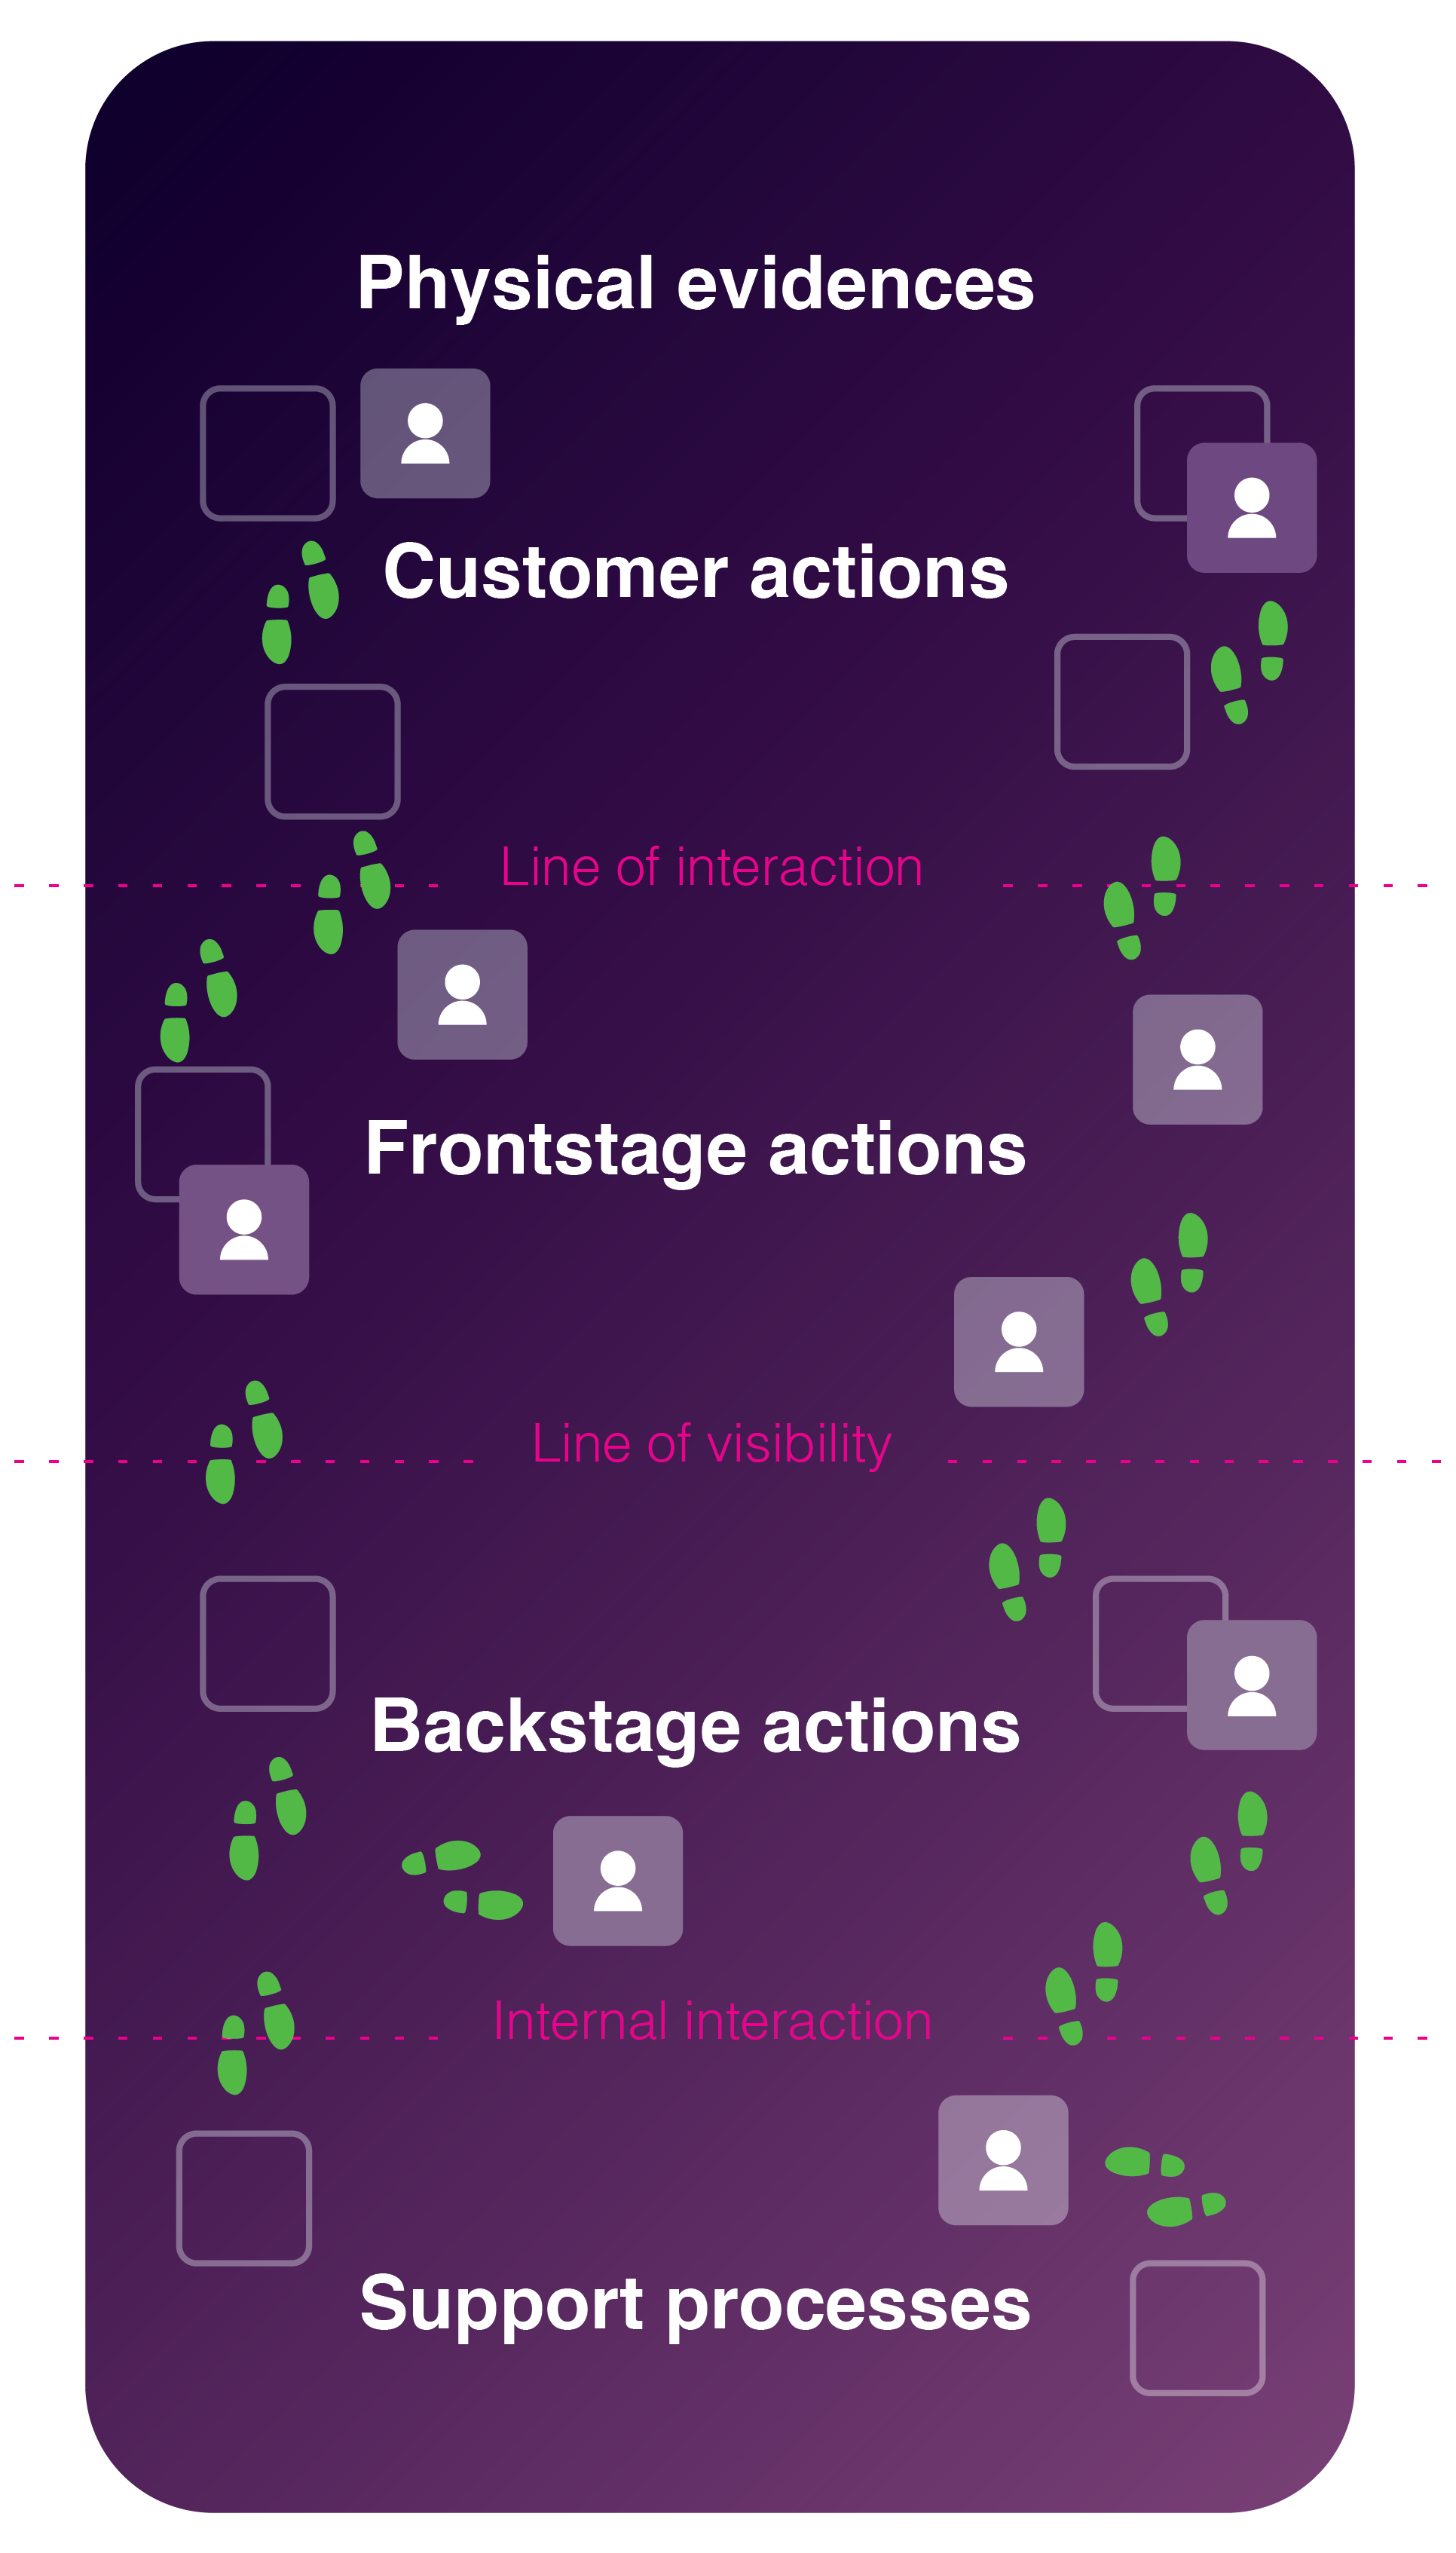 Physical evidences
Customer actions
Line of interaction
Frontstage actions
Line of visibility
Backstage actions
Internal interaction
Support processes